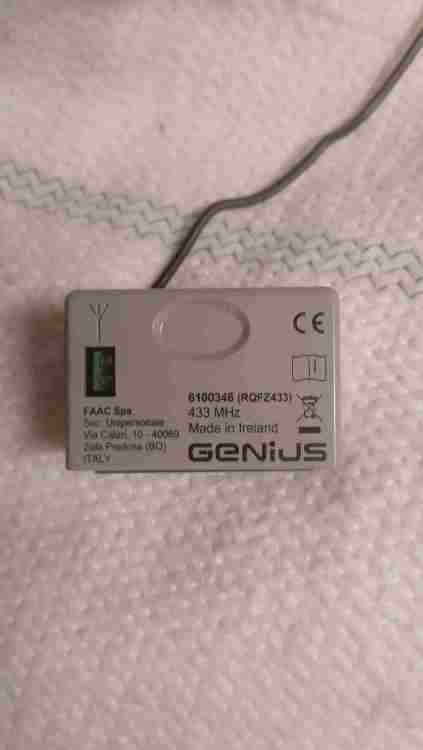 FAAC Spa
Soc. Unipersonale
Via Calari, 10 - 40069
Zola Predosa (BO)
ITALY
6100346 (RQFZ433)
433 MHz
Made in Ireland
GENiUS
CE